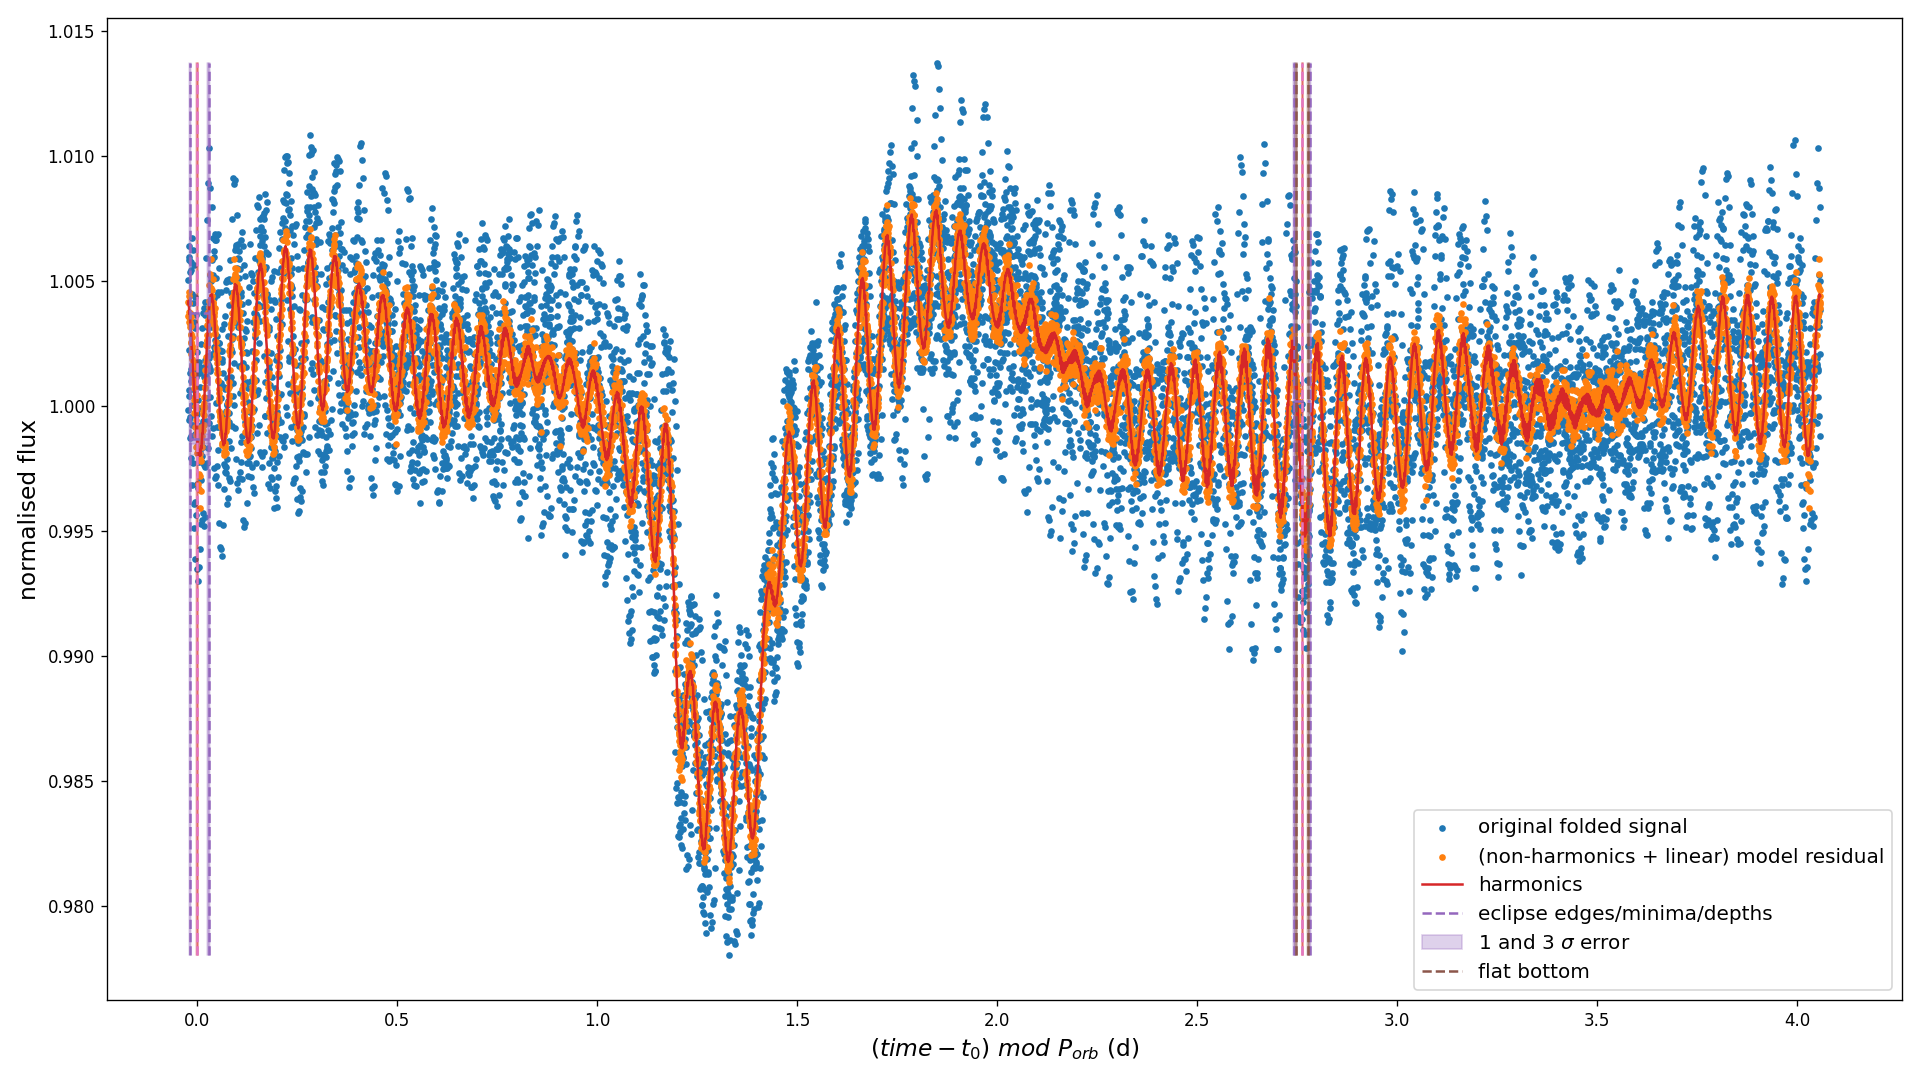 1.015
1.010
1.005
1.000
0.995
0.990
0.985
0.980
normalised flux
0.0 0.5 1.0 1.5 2.0 2.5 3.0 3.5 4.0
(time − t₀) mod P_orb (d)
original folded signal
(non-harmonics + linear) model residual
harmonics
eclipse edges/minima/depths
1 and 3 σ error
flat bottom